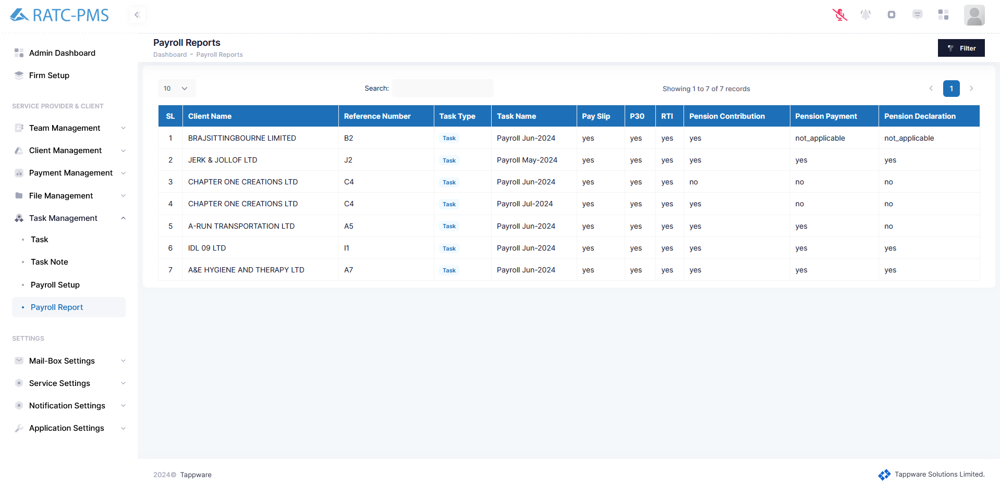 RATC-PMS
Admin Dashboard
Firm Setup
SERVICE PROVIDER & CLIENT
Team Management
Client Management
Payment Management
File Management
Task Management
Task
Task Note
Payroll Setup
Payroll Report
SETTINGS
Mail-Box Settings
Service Settings
Notification Settings
Application Settings
Payroll Reports
Dashboard - Payroll Reports
Filter
10 Search: Showing 1 to 7 of 7 records 1
SL Client Name Reference Number Task Type Task Name Pay Slip P30 RTI Pension Contribution Pension Payment Pension Declaration
1 BRAJSITTINGBOURNE LIMITED B2 Task Payroll Jun-2024 yes yes yes yes not_applicable not_applicable
2 JERK & JOLLOF LTD J2 Task Payroll May-2024 yes yes yes yes yes yes
3 CHAPTER ONE CREATIONS LTD C4 Task Payroll Jun-2024 yes yes yes no no no
4 CHAPTER ONE CREATIONS LTD C4 Task Payroll Jul-2024 yes yes yes yes no no
5 A-RUN TRANSPORTATION LTD A5 Task Payroll Jun-2024 yes yes yes yes yes no
6 IDL 09 LTD I1 Task Payroll Jun-2024 yes yes yes yes yes yes
7 A&E HYGIENE AND THERAPY LTD A7 Task Payroll Jun-2024 yes yes yes yes yes yes
2024© Tappware
Tappware Solutions Limited.